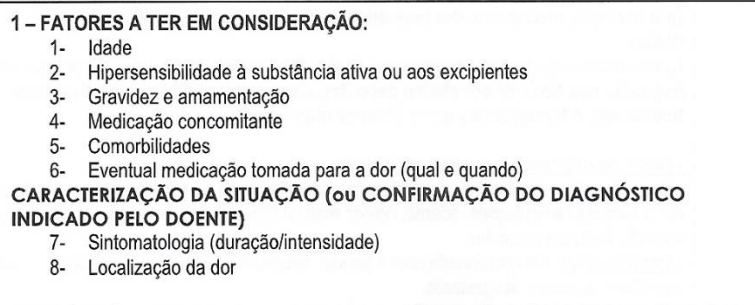 1 – FATORES A TER EM CONSIDERAÇÃO:
1- Idade
2- Hipersensibilidade à substância ativa ou aos excipientes
3- Gravidez e amamentação
4- Medicação concomitante
5- Comorbilidades
6- Eventual medicação tomada para a dor (qual e quando)
CARACTERIZAÇÃO DA SITUAÇÃO (ou CONFIRMAÇÃO DO DIAGNÓSTICO
INDICADO PELO DOENTE)
7- Sintomatologia (duração/intensidade)
8- Localização da dor